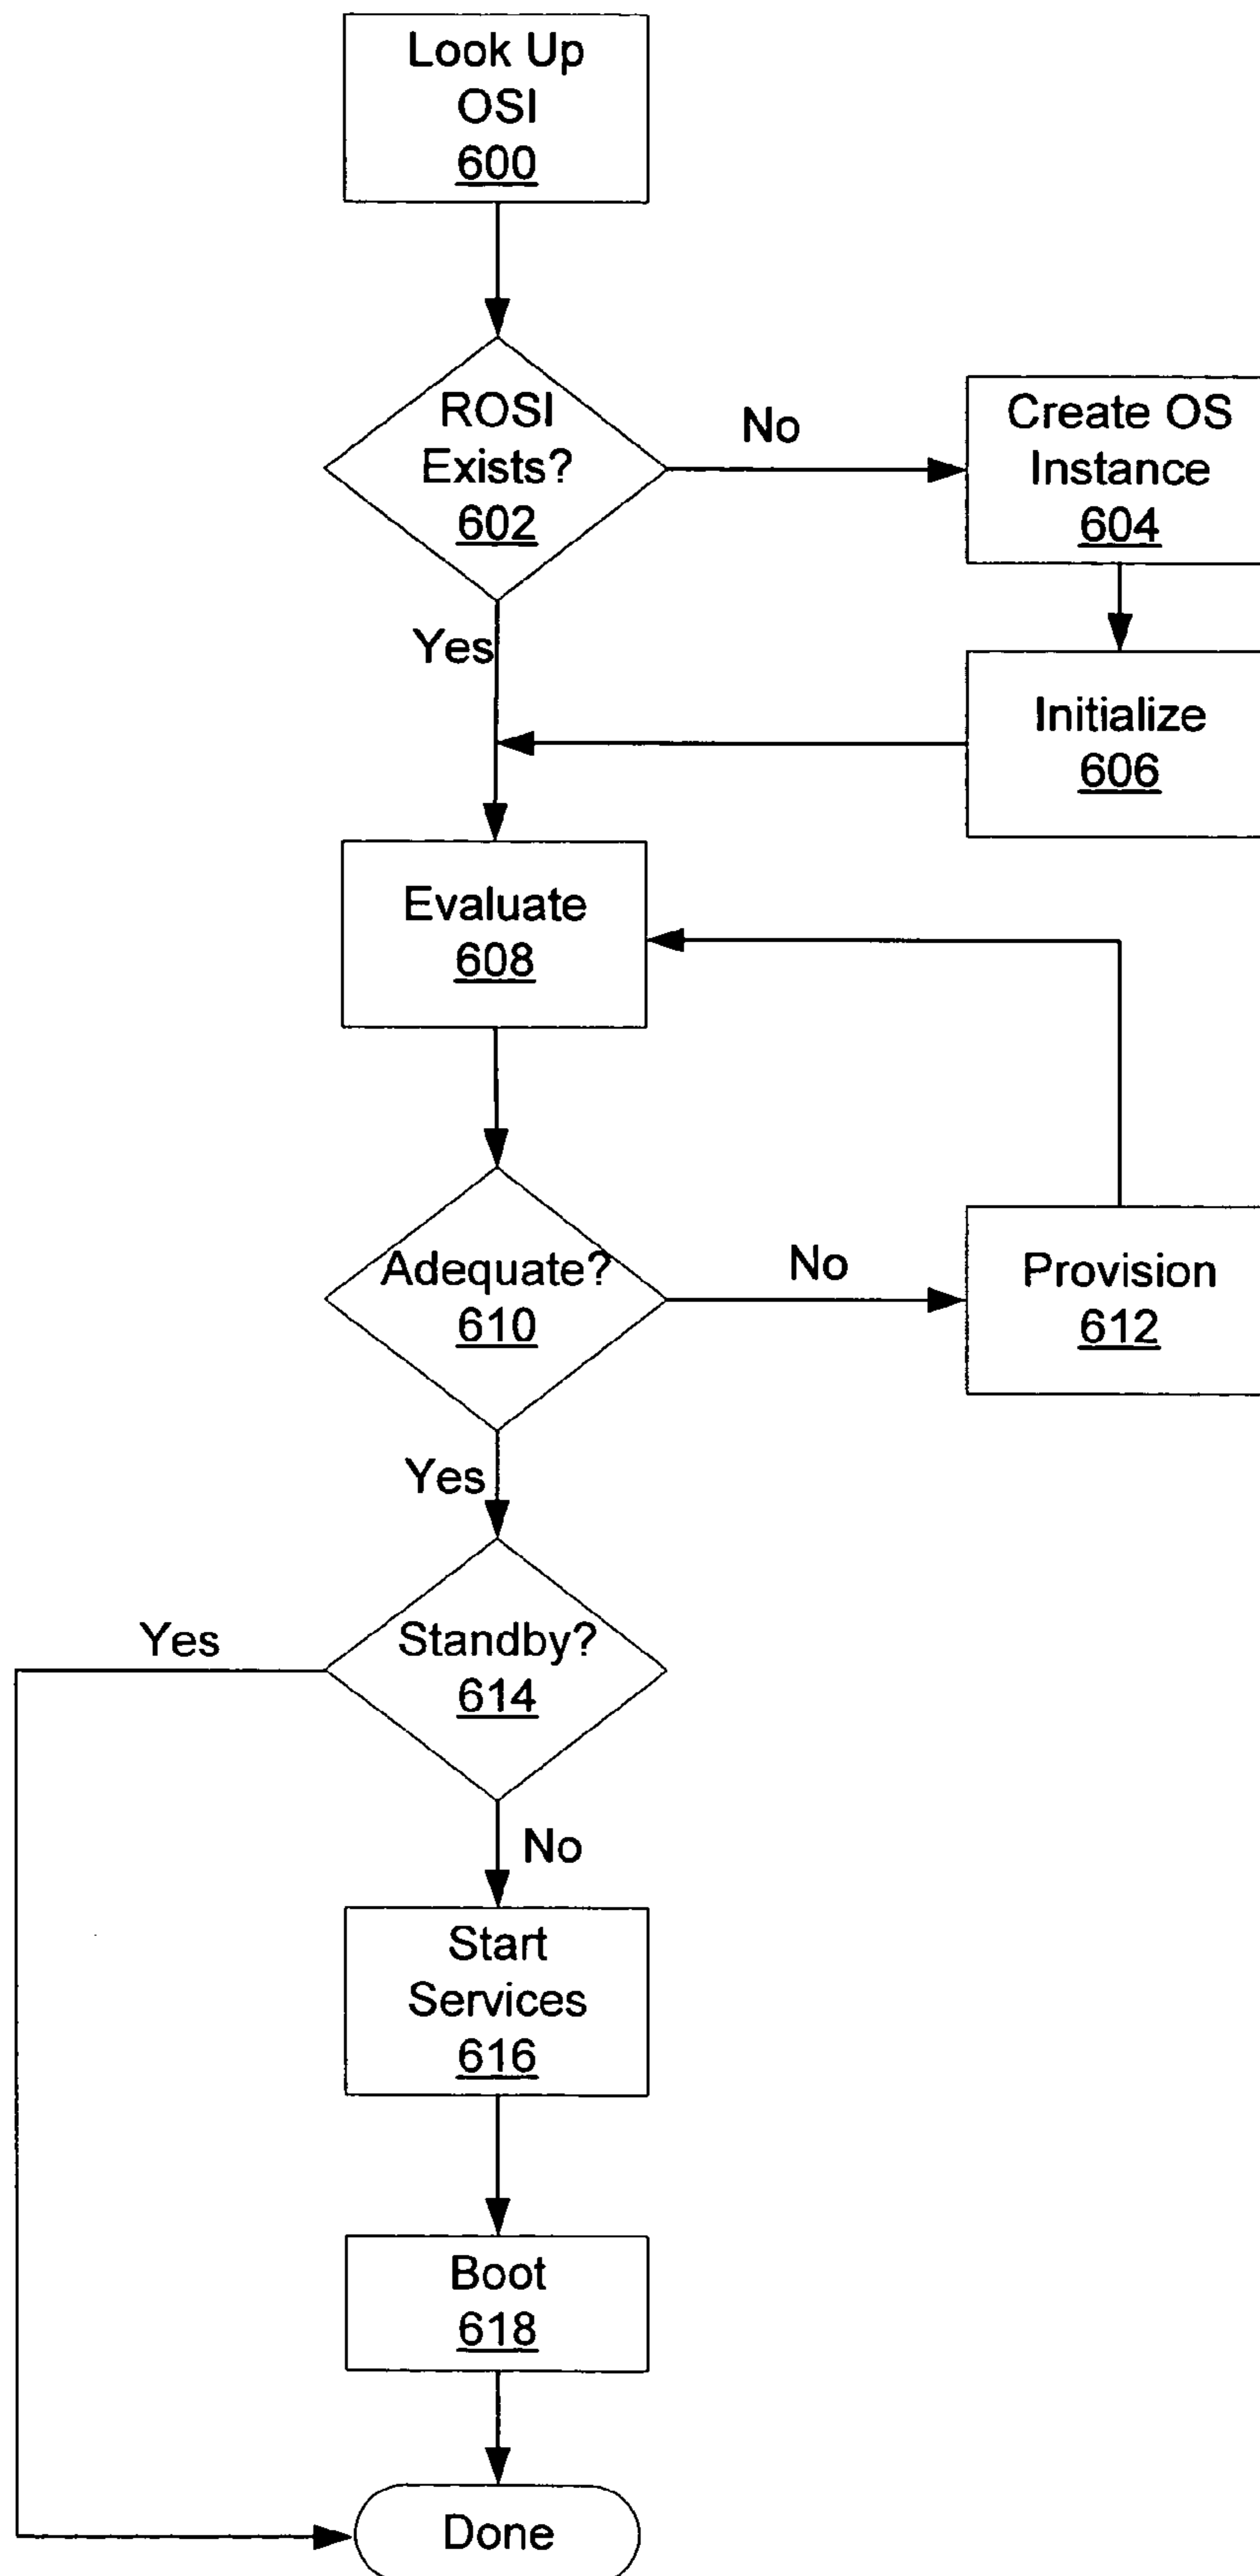 Look Up
OSI
600
ROSI
Exists?
602
No
Create OS
Instance
604
Yes
Initialize
606
Evaluate
608
Adequate?
610
No
Provision
612
Yes
Standby?
614
Yes
No
Start
Services
616
Boot
618
Done